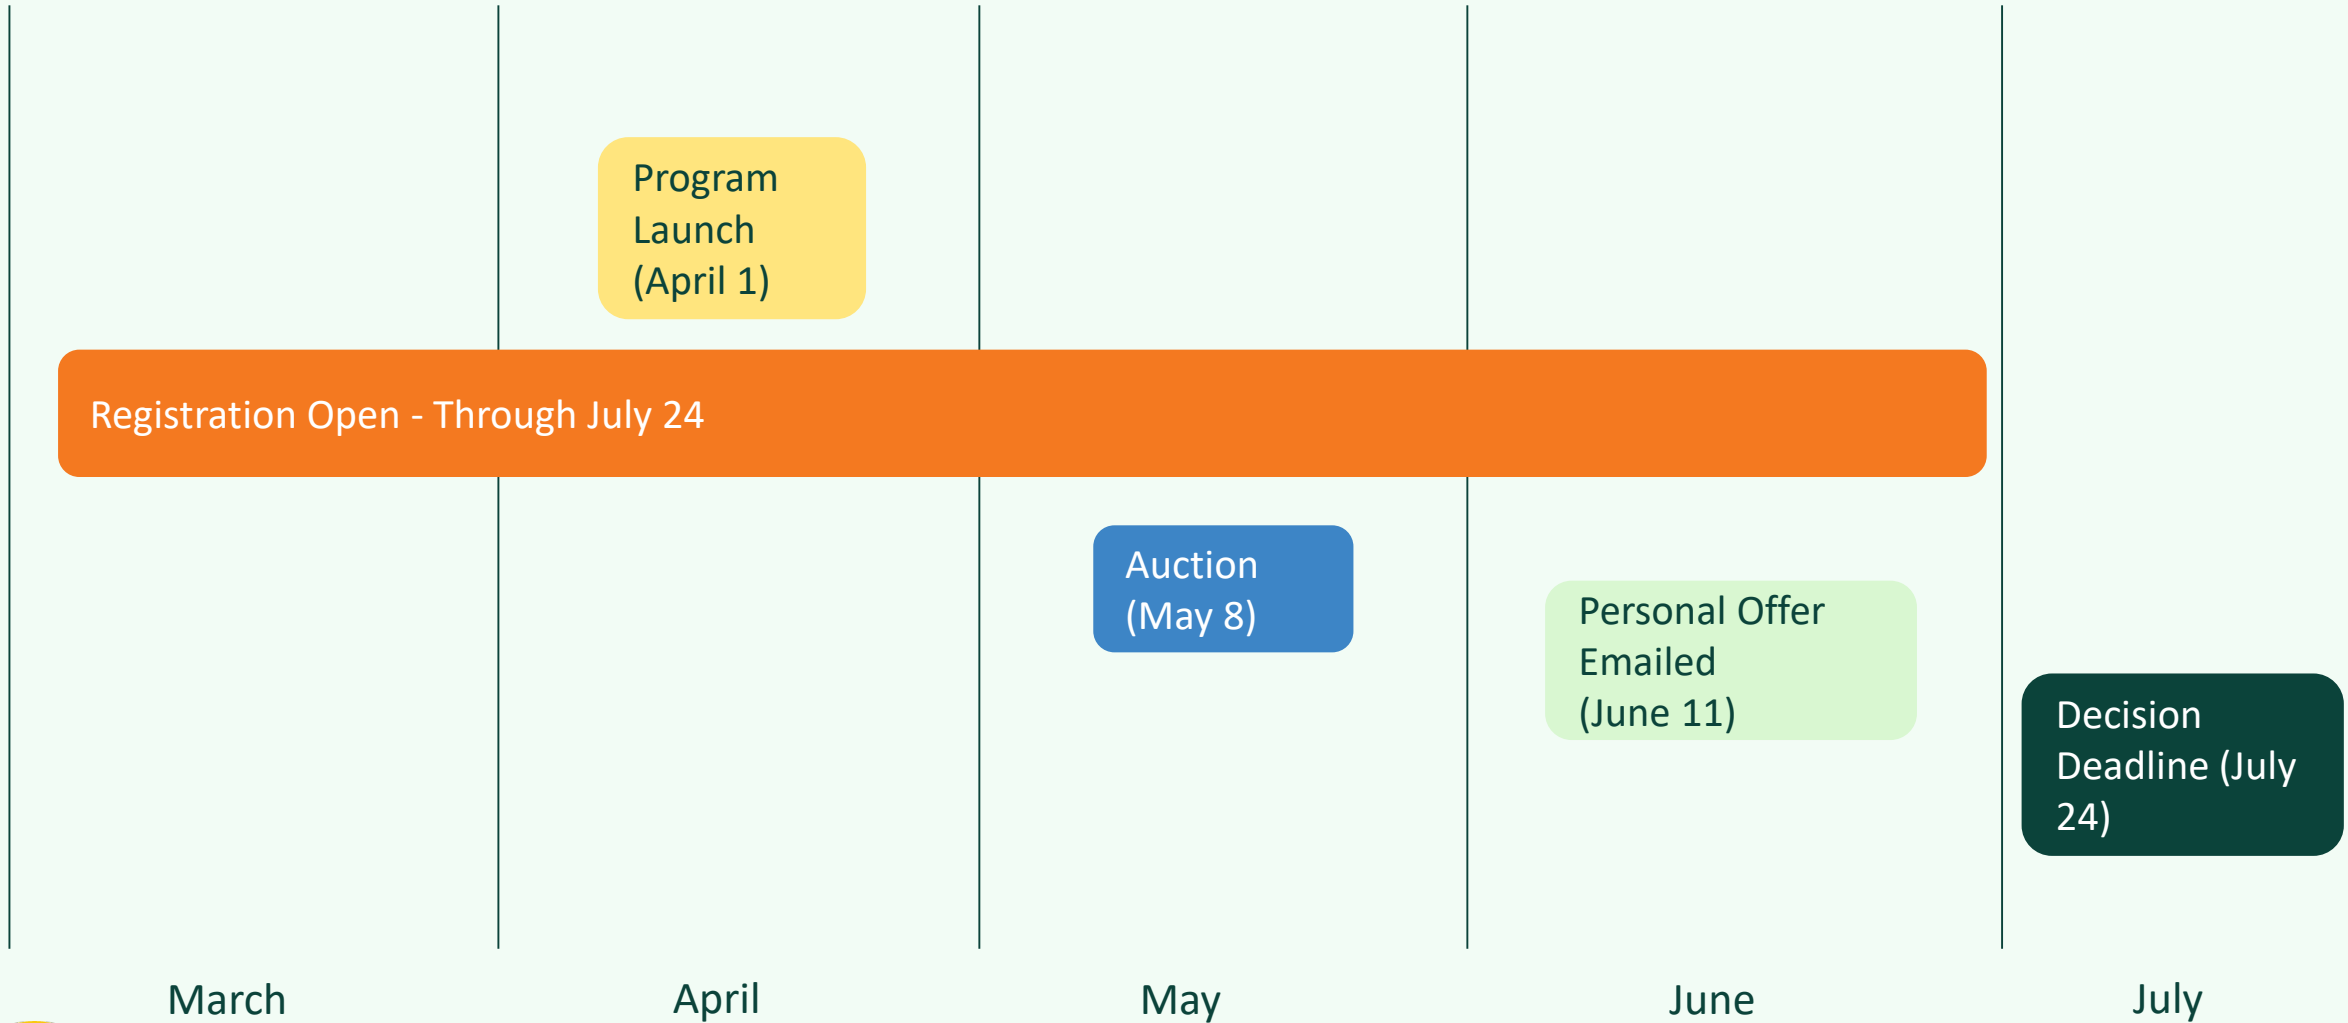 Program
Launch
(April 1)
Registration Open - Through July 24
Auction
(May 8)
Personal Offer
Emailed
(June 11)
Decision
Deadline (July
24)
March
April
May
June
July